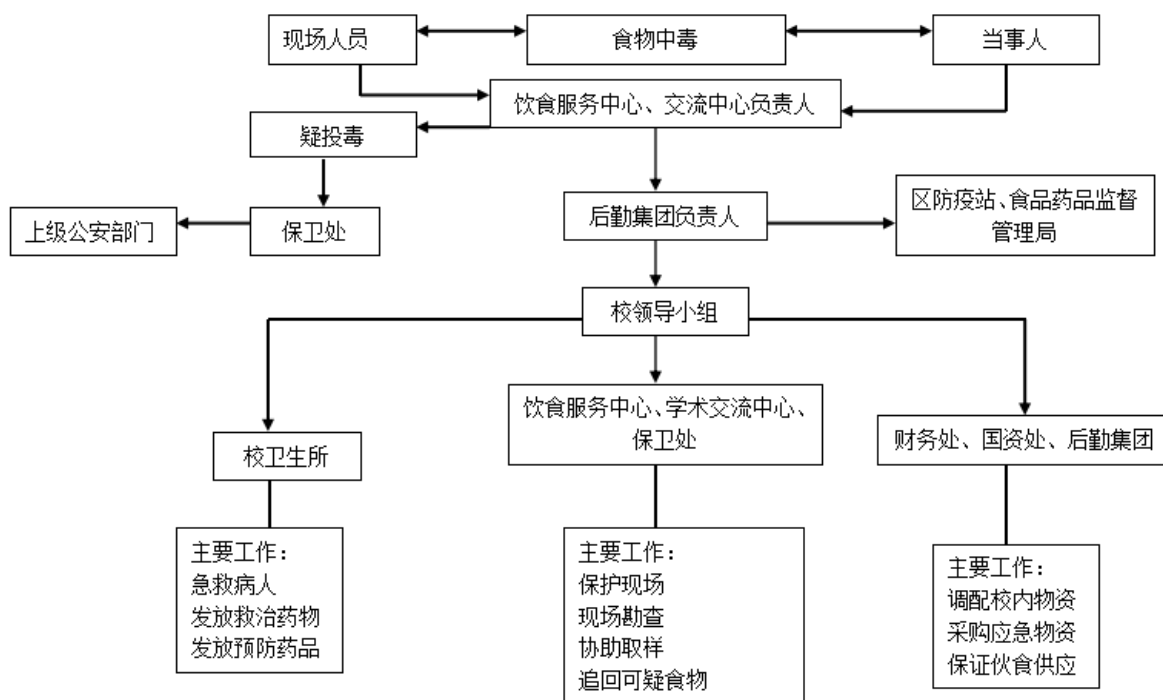 现场人员
食物中毒
当事人
饮食服务中心、交流中心负责人
疑投毒
上级公安部门
保卫处
后勤集团负责人
区防疫站、食品药品监督
管理局
校领导小组
饮食服务中心、学术交流中心、
保卫处
校卫生所
财务处、国资处、后勤集团
主要工作：
急救病人
发放救治药物
发放预防药品
主要工作：
保护现场
现场勘查
协助取样
追回可疑食物
主要工作：
调配校内物资
采购应急物资
保证伙食供应